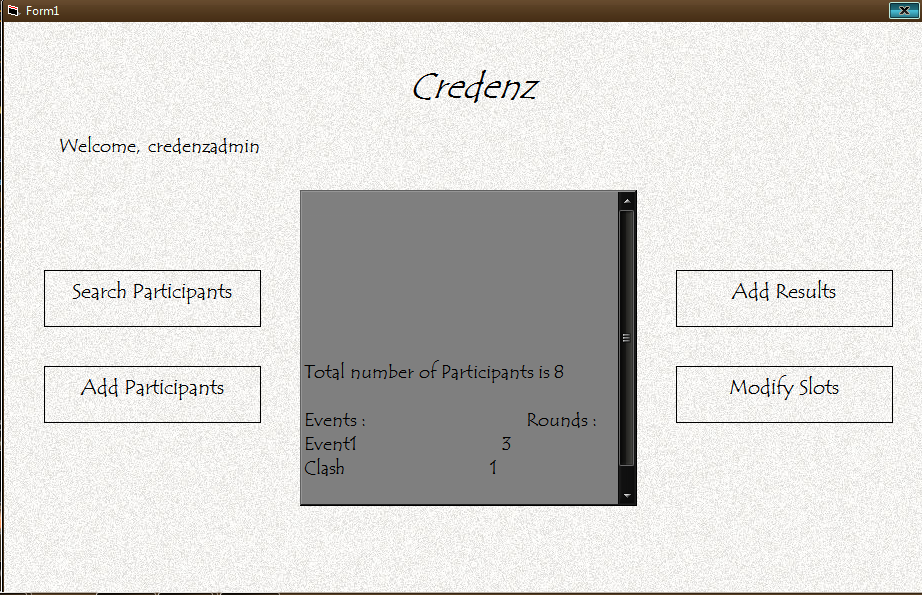 Form1
Credenz
Welcome, credenzadmin
Search Participants
Add Participants
Total number of Participants is 8
Events : Rounds :
Event1 3
Clash 1
Add Results
Modify Slots